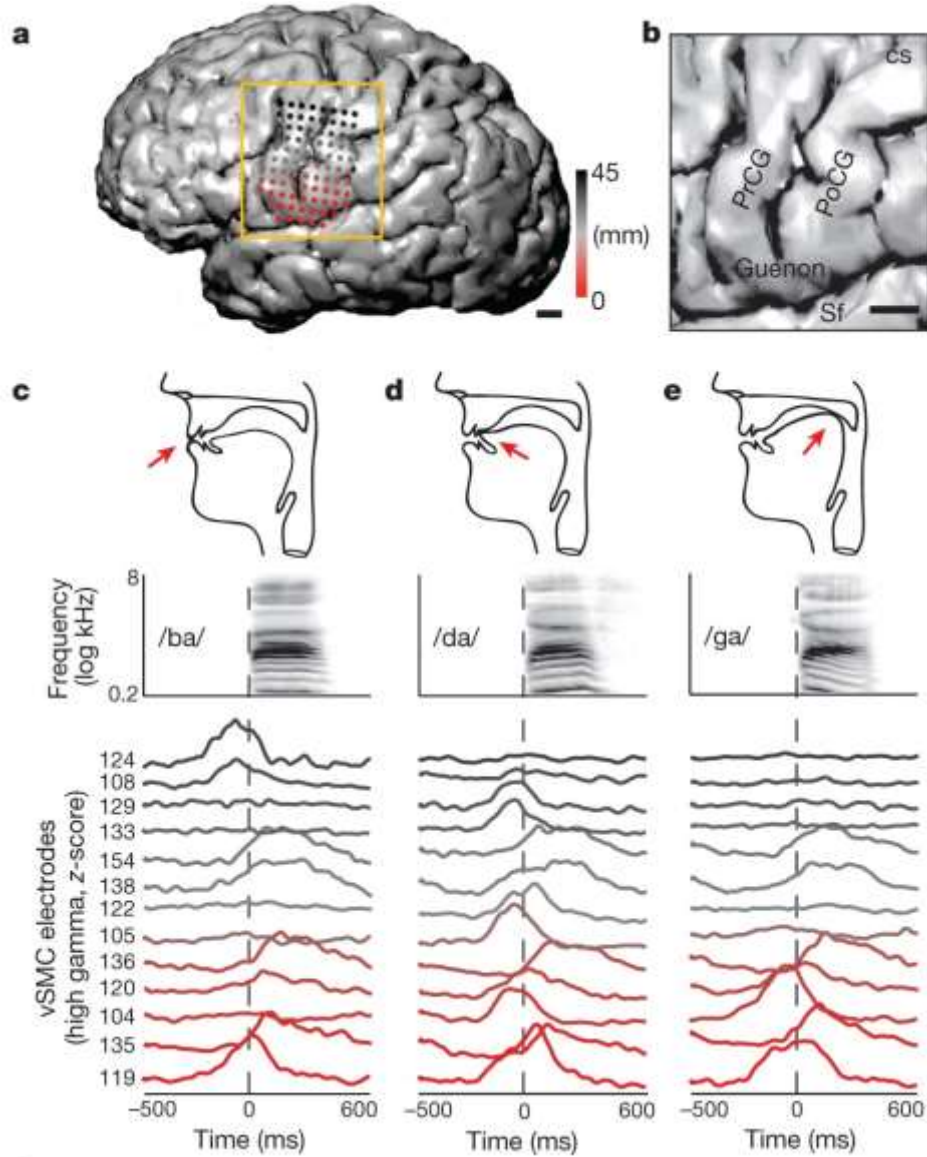 a
b
45
(mm)
0
cs
PrCG
PoCG
Guenon
Sf
c
d
e
Frequency
(log kHz)
8
0.2
/ba/
/da/
/ga/
vSMC electrodes
(high gamma, z-score)
124
108
129
133
154
138
122
105
136
120
104
135
119
−500 0 600
Time (ms)
−500 0 600
Time (ms)
−500 0 600
Time (ms)